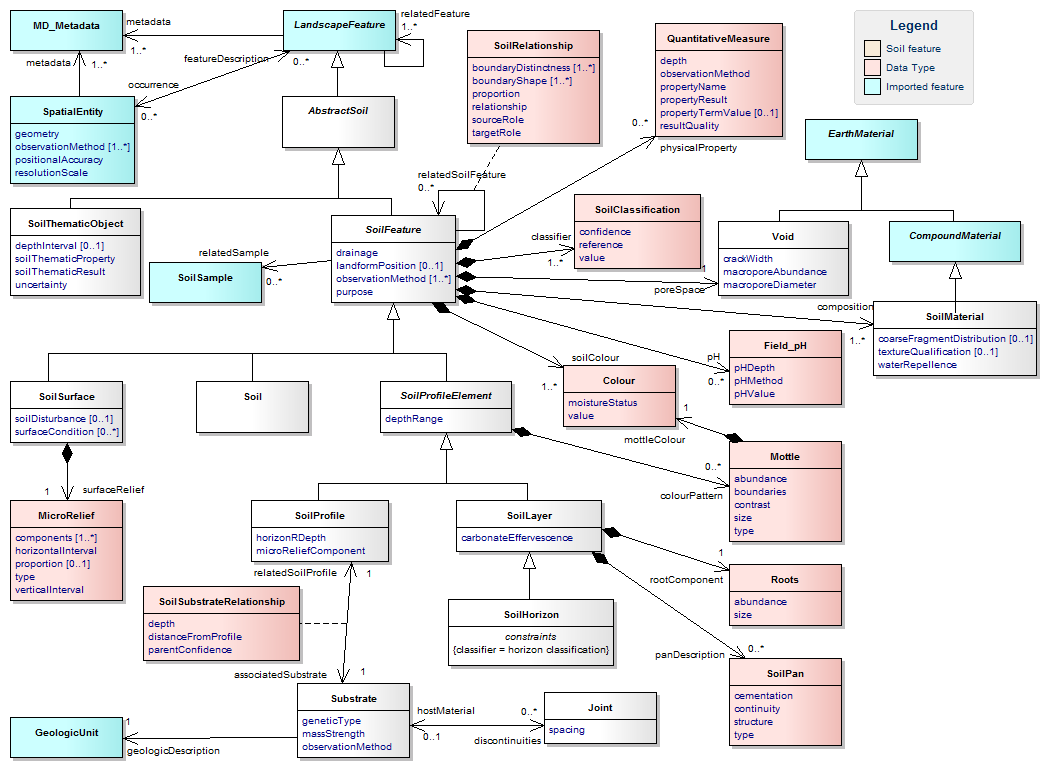 MD_Metadata
metadata
1..*
LandscapeFeature
relatedFeature
1..*
metadata
1..*
featureDescription
0..*
occurrence
0..*
SpatialEntity
geometry
observationMethod [1..*]
positionalAccuracy
resolutionScale
AbstractSoil
SoilRelationship
boundaryDistinctness [1..*]
boundaryShape [1..*]
proportion
relationship
sourceRole
targetRole
QuantitativeMeasure
depth
observationMethod
propertyName
propertyResult
propertyTermValue [0..1]
resultQuality
0..*
physicalProperty
Legend
Soil feature
Data Type
Imported feature
EarthMaterial
relatedSoilFeature
0..*
SoilThematicObject
depthInterval [0..1]
soilThematicProperty
soilThematicResult
uncertainty
relatedSample
0..*
SoilSample
SoilFeature
drainage
landformPosition [0..1]
observationMethod [1..*]
purpose
classifier
1..*
SoilClassification
confidence
reference
value
1
poreSpace
Void
crackWidth
macroporeAbundance
macroporeDiameter
CompoundMaterial
composition
1..*
SoilMaterial
coarseFragmentDistribution [0..1]
textureQualification [0..1]
waterRepellence
soilColour
1..*
pH
0..*
Field_pH
pHDepth
pHMethod
pHValue
SoilSurface
soilDisturbance [0..1]
surfaceCondition [0..*]
Soil
SoilProfileElement
depthRange
Colour
moistureStatus
value
1
mottleColour
0..*
colourPattern
Mottle
abundance
boundaries
contrast
size
type
1
surfaceRelief
MicroRelief
components [1..*]
horizontalInterval
proportion [0..1]
type
verticalInterval
SoilProfile
horizonRDepth
microReliefComponent
SoilLayer
carbonateEffervescence
relatedSoilProfile
1
1
rootComponent
Roots
abundance
size
SoilSubstrateRelationship
depth
distanceFromProfile
parentConfidence
SoilHorizon
constraints
{classifier = horizon classification}
panDescription
0..*
SoilPan
cementation
continuity
structure
type
associatedSubstrate
1
Substrate
geneticType
massStrength
observationMethod
hostMaterial
0..1
0..*
discontinuities
Joint
spacing
GeologicUnit
1
geologicDescription